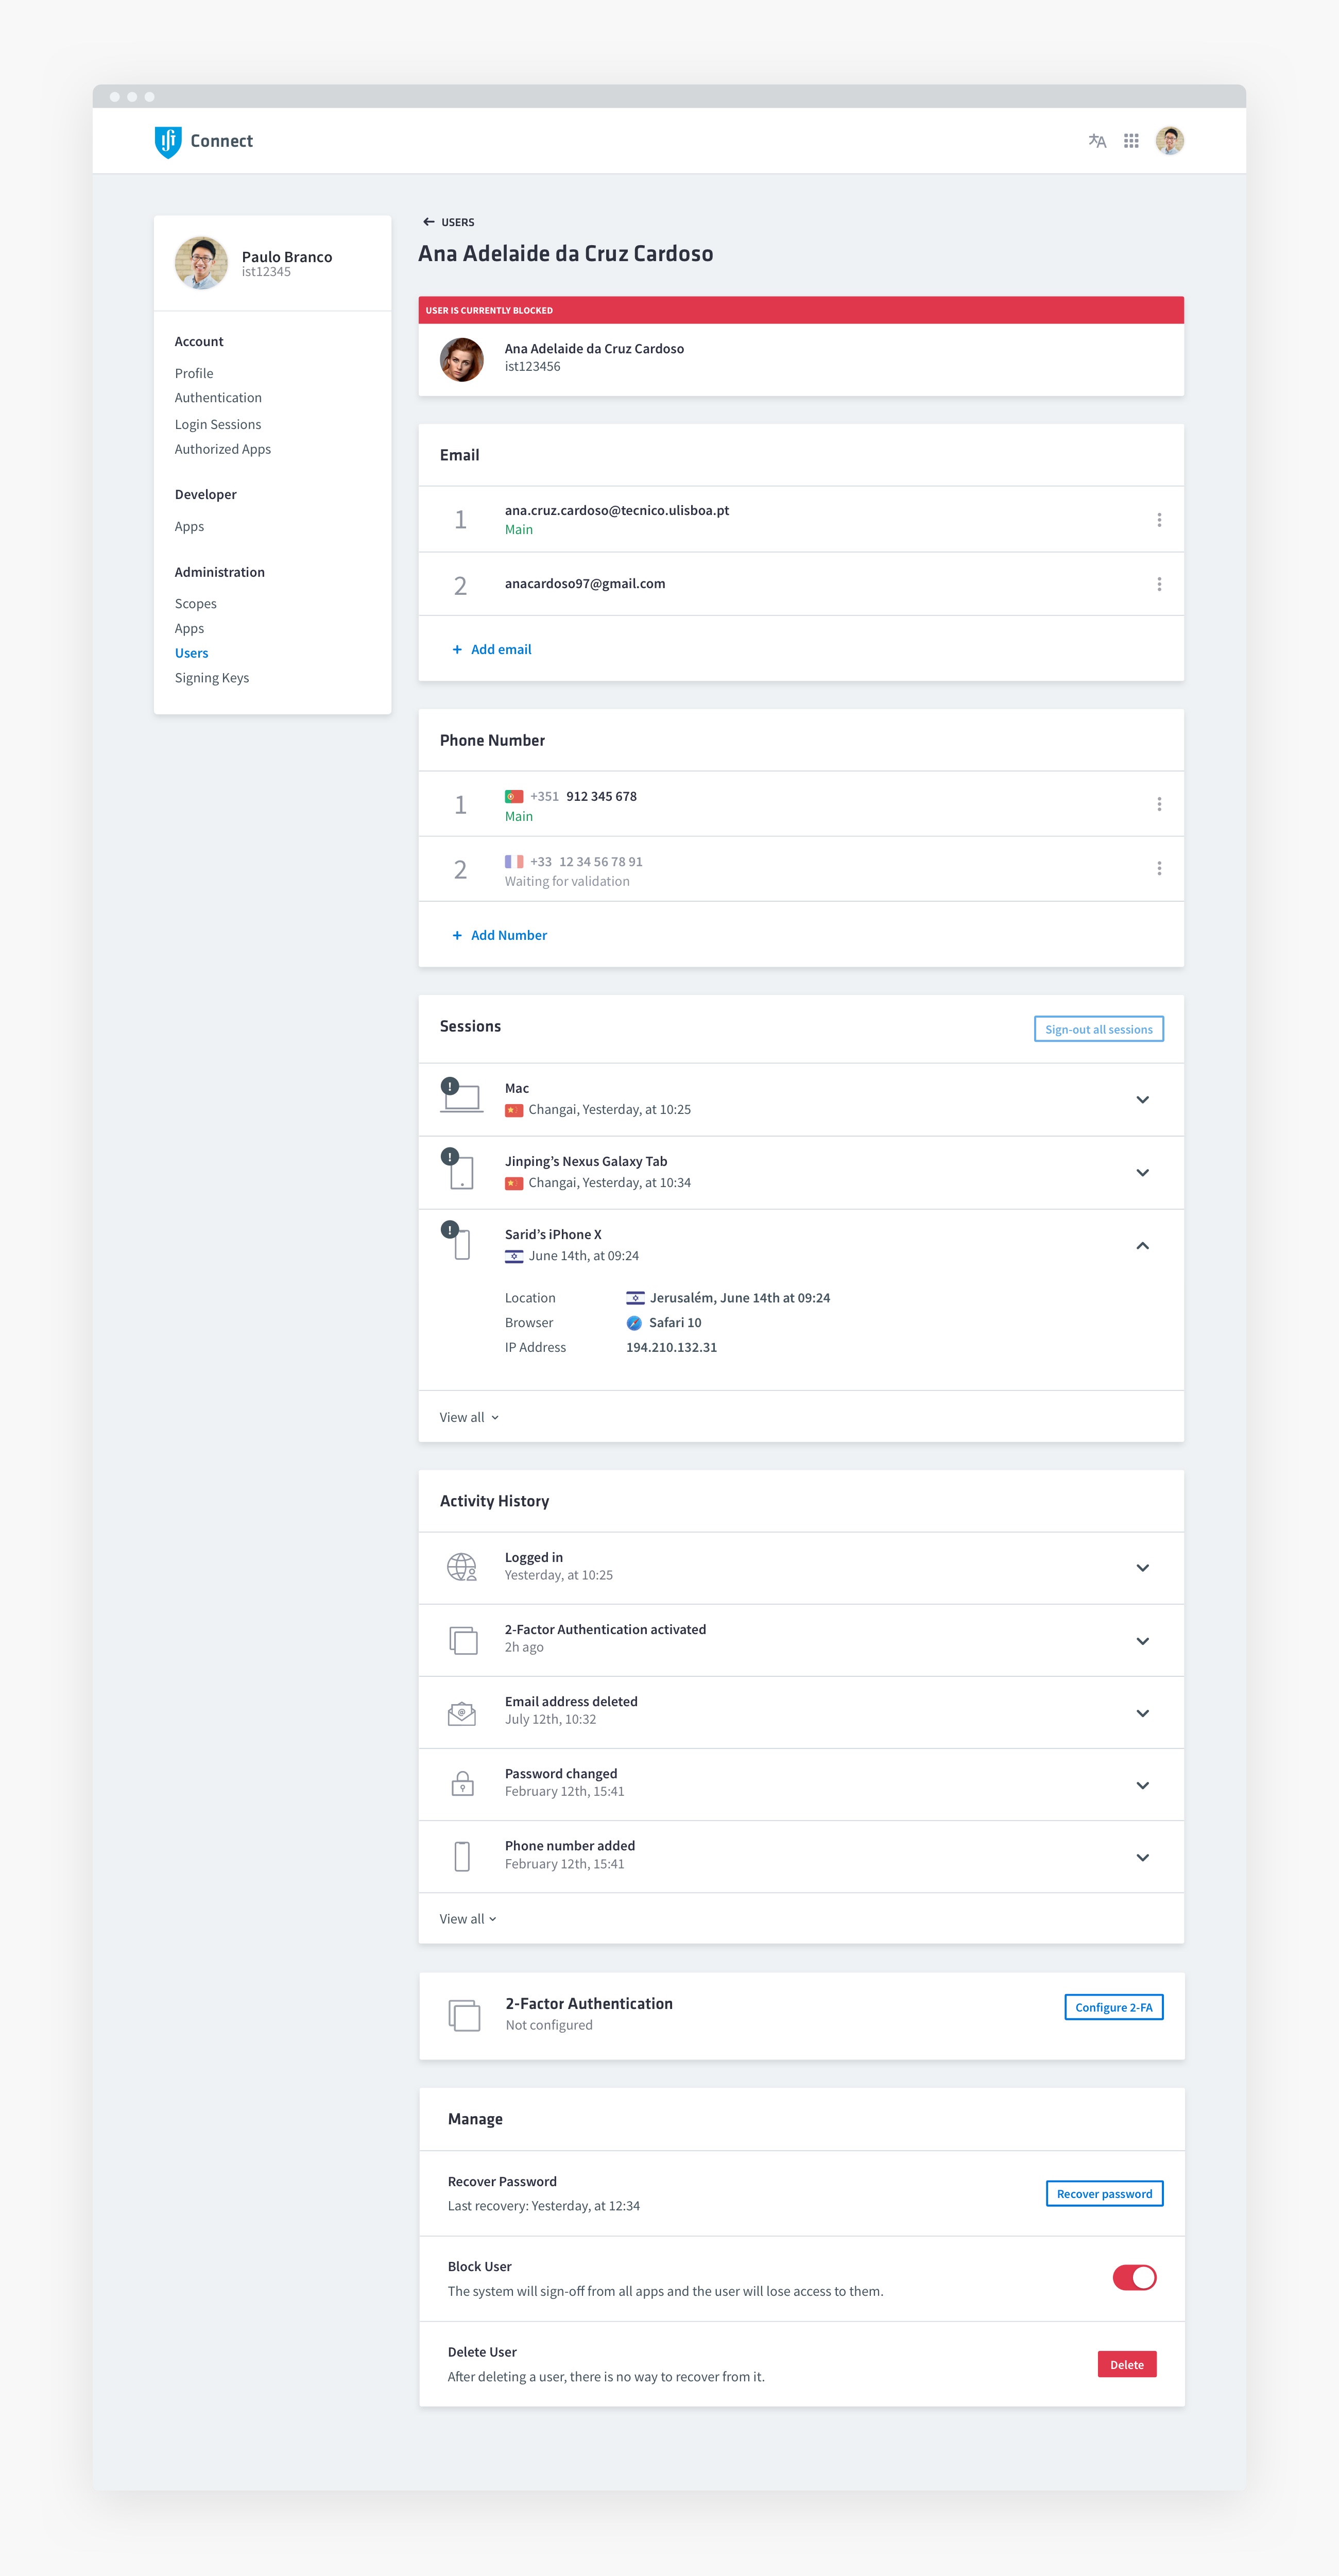 Connect
Paulo Branco
ist12345
Account
Profile
Authentication
Login Sessions
Authorized Apps
Developer
Apps
Administration
Scopes
Apps
Users
Signing Keys
USERS
Ana Adelaide da Cruz Cardoso
USER IS CURRENTLY BLOCKED
Ana Adelaide da Cruz Cardoso
ist123456
Email
1
ana.cruz.cardoso@tecnico.ulisboa.pt
Main
2
anacardoso97@gmail.com
+ Add email
Phone Number
1
+351 912 345 678
Main
2
+33 12 34 56 78 91
Waiting for validation
+ Add Number
Sessions
Sign-out all sessions
!
Mac
Changai, Yesterday, at 10:25
!
Jinping’s Nexus Galaxy Tab
Changai, Yesterday, at 10:34
!
Sarid’s iPhone X
June 14th, at 09:24
Location Jerusalém, June 14th at 09:24
Browser Safari 10
IP Address 194.210.132.31
View all
Activity History
Logged in
Yesterday, at 10:25
2-Factor Authentication activated
2h ago
@
Email address deleted
July 12th, 10:32
Password changed
February 12th, 15:41
Phone number added
February 12th, 15:41
View all
2-Factor Authentication
Not configured
Configure 2-FA
Manage
Recover Password
Last recovery: Yesterday, at 12:34
Recover password
Block User
The system will sign-off from all apps and the user will lose access to them.
Delete User
After deleting a user, there is no way to recover from it.
Delete